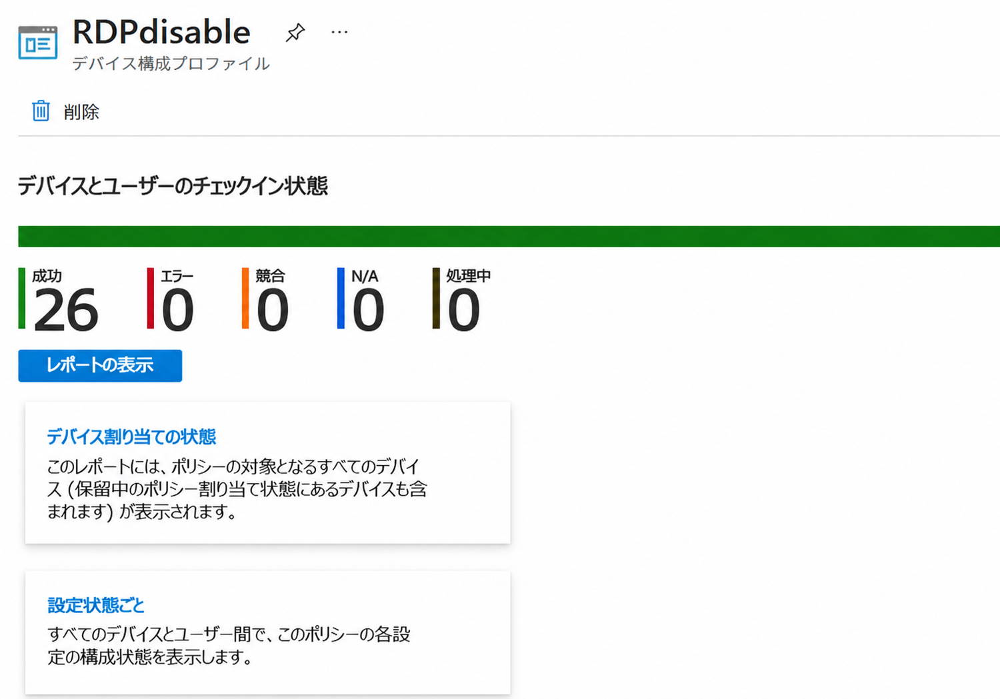 RDPdisable
デバイス構成プロファイル
削除
デバイスとユーザーのチェックイン状態
成功 エラー 競合 N/A 処理中
26 0 0 0 0
レポートの表示
デバイス割り当ての状態
このレポートには、ポリシーの対象となるすべてのデバイ
ス (保留中のポリシー割り当て状態にあるデバイスも含
まれます) が表示されます。
設定状態ごと
すべてのデバイスとユーザー間で、このポリシーの各設
定の構成状態を表示します。